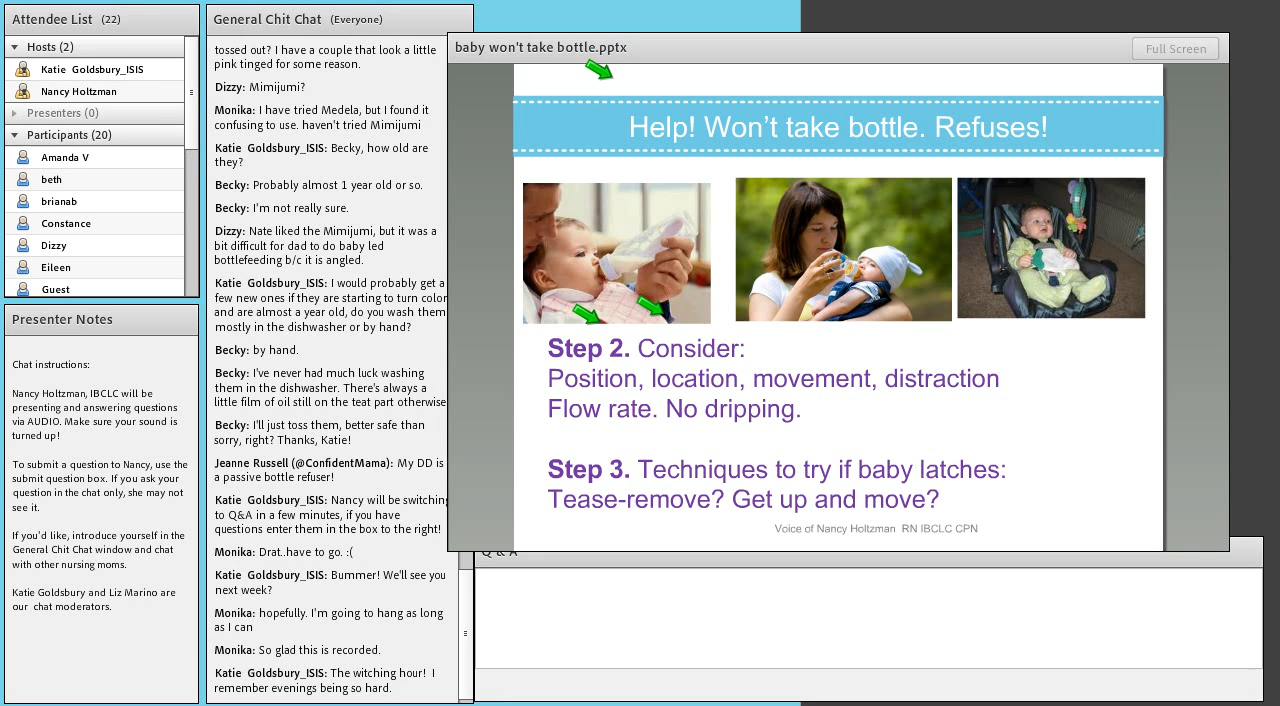 Attendee List (22)
Hosts (2)
Katie Goldsbury_ISIS
Nancy Holtzman
Presenters (0)
Participants (20)
Amanda V
beth
brianab
Constance
Dizzy
Eileen
Guest
Presenter Notes
Chat instructions:
Nancy Holtzman, IBCLC will be
presenting and answering questions
via AUDIO. Make sure your sound is
turned up!
To submit a question to Nancy, use the
submit question box. If you ask your
question in the chat only, she may not
see it.
If you'd like, introduce yourself in the
General Chit Chat window and chat
with other nursing moms.
Katie Goldsbury and Liz Marino are
our chat moderators.
General Chit Chat (Everyone)
tossed out? I have a couple that look a little
pink tinged for some reason.
Dizzy: Mimijumi?
Monika: I have tried Medela, but I found it
confusing to use. haven't tried Mimijumi
Katie Goldsbury_ISIS: Becky, how old are
they?
Becky: Probably almost 1 year old or so.
Becky: I'm not really sure.
Dizzy: Nate liked the Mimijumi, but it was a
bit difficult for dad to do baby led
bottlefeeding b/c it is angled.
Katie Goldsbury_ISIS: I would probably get a
few new ones if they are starting to turn color
and are almost a year old, do you wash them
mostly in the dishwasher or by hand?
Becky: by hand.
Becky: I've never had much luck washing
them in the dishwasher. There's always a
little film of oil still on the teat part otherwise
Becky: I'll just toss them, better safe than
sorry, right? Thanks, Katie!
Jeanne Russell (@ConfidentMama): My DD is
a passive bottle refuser!
Katie Goldsbury_ISIS: Nancy will be switching
to Q&A in a few minutes, if you have
questions enter them in the box to the right!
Monika: Drat..have to go. :(
Katie Goldsbury_ISIS: Bummer! We'll see you
next week?
Monika: hopefully. I'm going to hang as long
as I can
Monika: So glad this is recorded.
Katie Goldsbury_ISIS: The witching hour! I
remember evenings being so hard.
baby won't take bottle.pptx
Full Screen
Help! Won't take bottle. Refuses!
Step 2. Consider:
Position, location, movement, distraction
Flow rate. No dripping.
Step 3. Techniques to try if baby latches:
Tease-remove? Get up and move?
Voice of Nancy Holtzman RN IBCLC CPN
Q & A